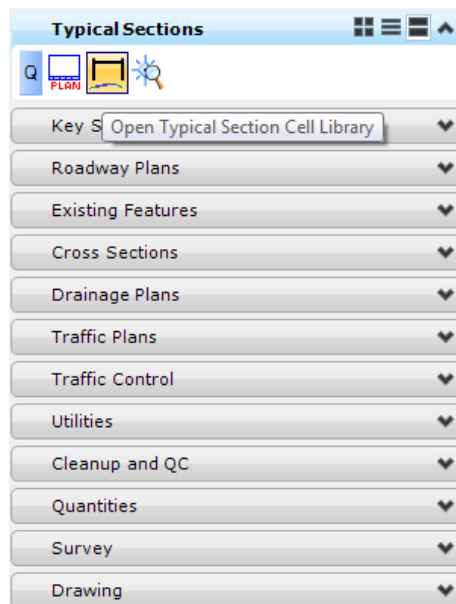 Typical Sections
Q PLAN
Key S
Open Typical Section Cell Library
Roadway Plans
Existing Features
Cross Sections
Drainage Plans
Traffic Plans
Traffic Control
Utilities
Cleanup and QC
Quantities
Survey
Drawing